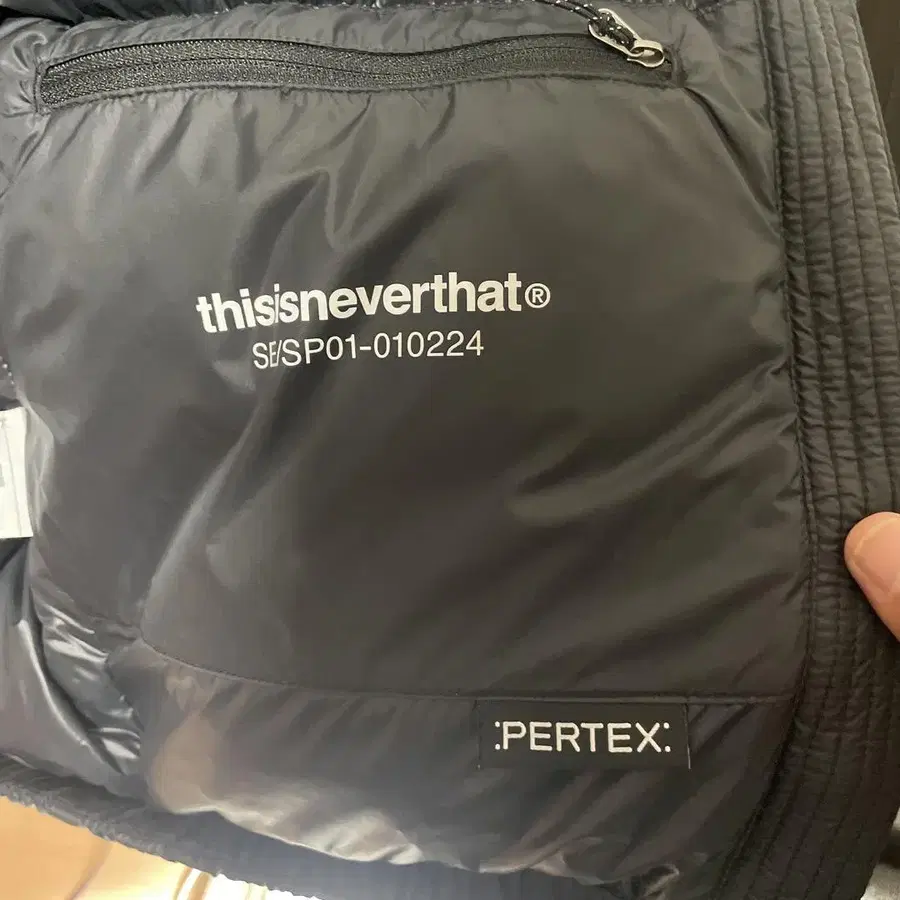 thisisneverthat®
SE/SP01-010224
:PERTEX: